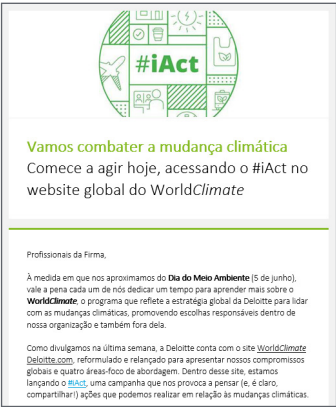 #iAct
Vamos combater a mudança climática
Comece a agir hoje, acessando o #iAct no
website global do WorldClimate
Profissionais da Firma,
À medida em que nos aproximamos do Dia do Meio Ambiente (5 de junho),
vale a pena cada um de nós dedicar um tempo para aprender mais sobre o
WorldClimate, o programa que reflete a estratégia global da Deloitte para lidar
com as mudanças climáticas, promovendo escolhas responsáveis dentro de
nossa organização e também fora dela.
Como divulgamos na última semana, a Deloitte conta com o site WorldClimate
Deloitte.com, reformulado e relançado para apresentar nossos compromissos
globais e quatro áreas-foco de abordagem. Dentro desse site, estamos
lançando o #iAct, uma campanha que nos provoca a pensar (e, é claro,
compartilhar!) ações que podemos realizar em relação às mudanças climáticas.